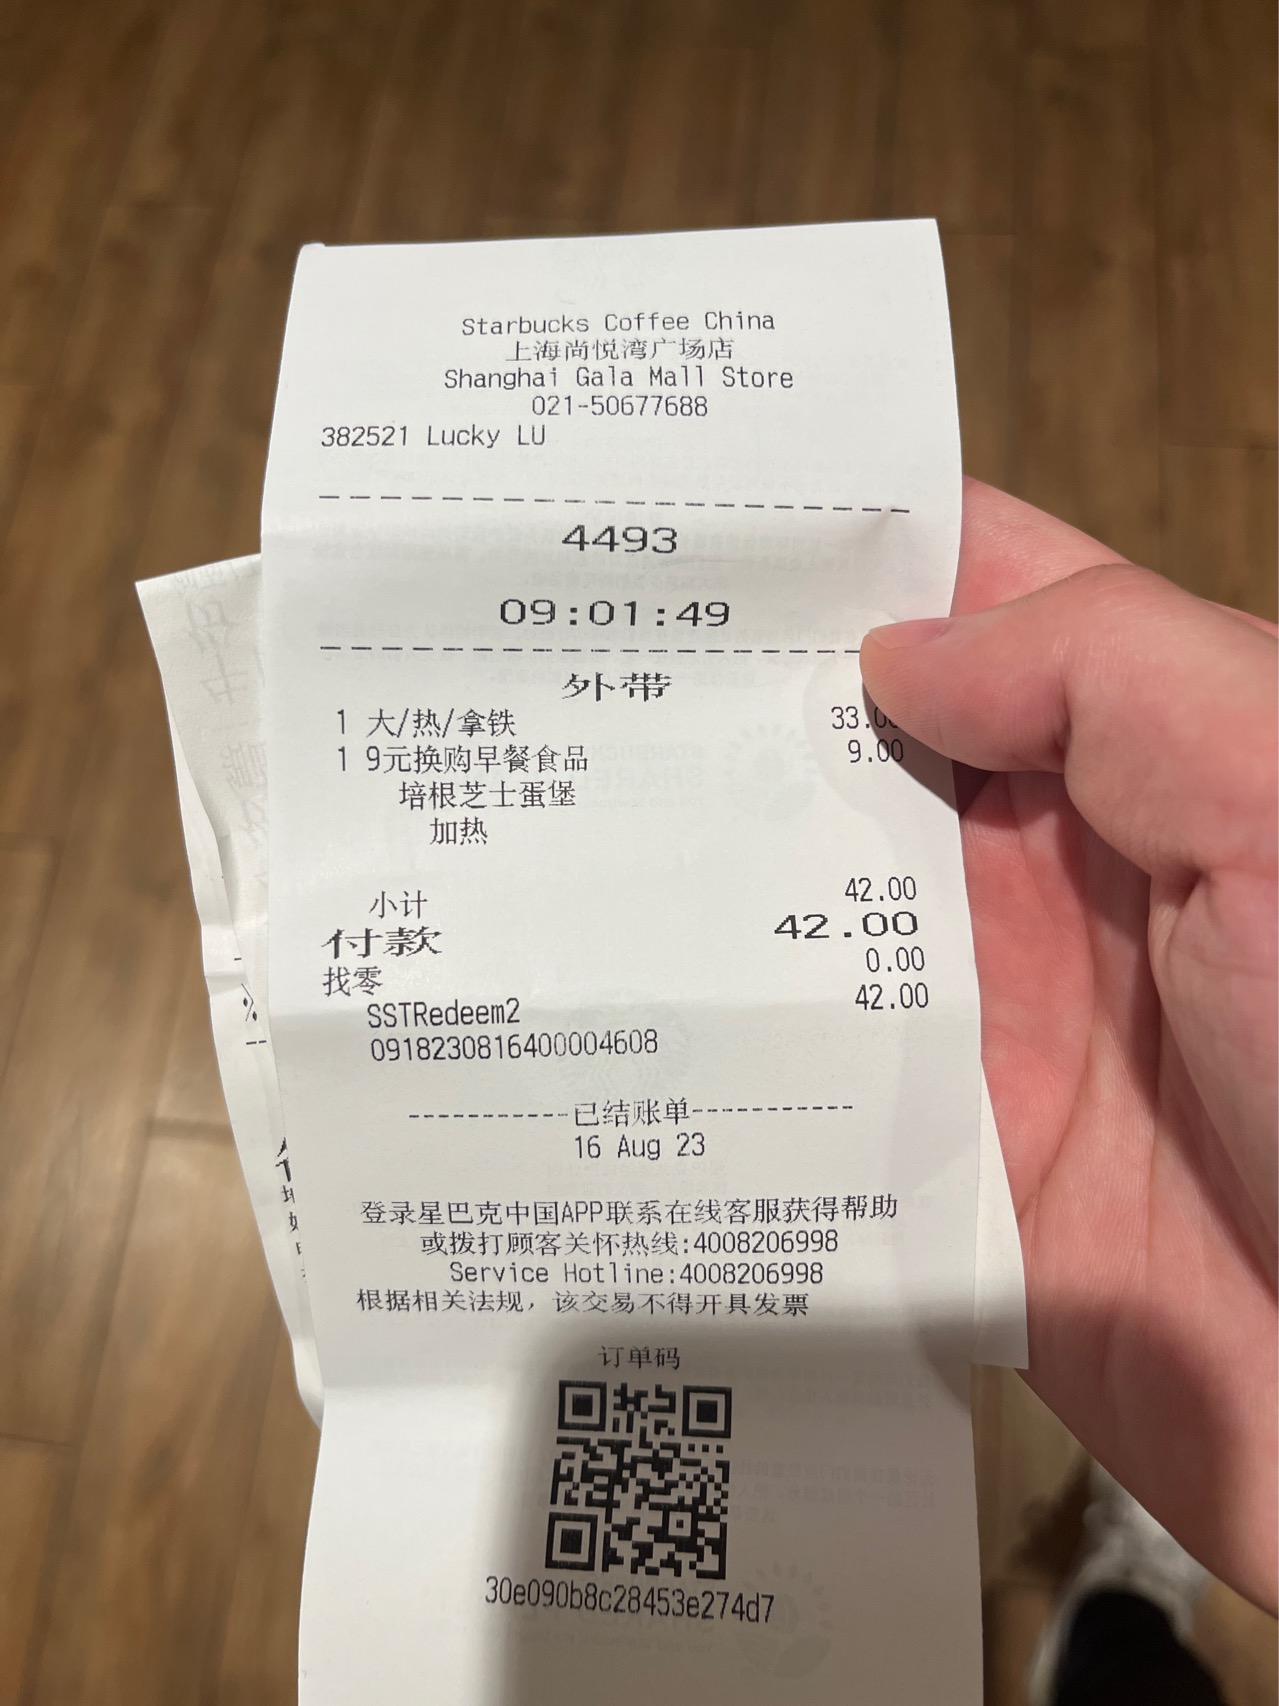 Starbucks Coffee China
上海尚悦湾广场店
Shanghai Gala Mall Store
021-50677688
382521 Lucky LU
4493
09:01:49
外带
1 大/热/拿铁 33.00
1 9元换购早餐食品 9.00
培根芝士蛋堡
加热
小计 42.00
付款 42.00
找零 0.00
SSTRedeem2 42.00
0918230816400004608
-----------已结账单-----------
16 Aug 23
登录星巴克中国APP联系在线客服获得帮助
或拨打顾客关怀热线:4008206998
Service Hotline:4008206998
根据相关法规，该交易不得开具发票
订单码
30e090b8c28453e274d7